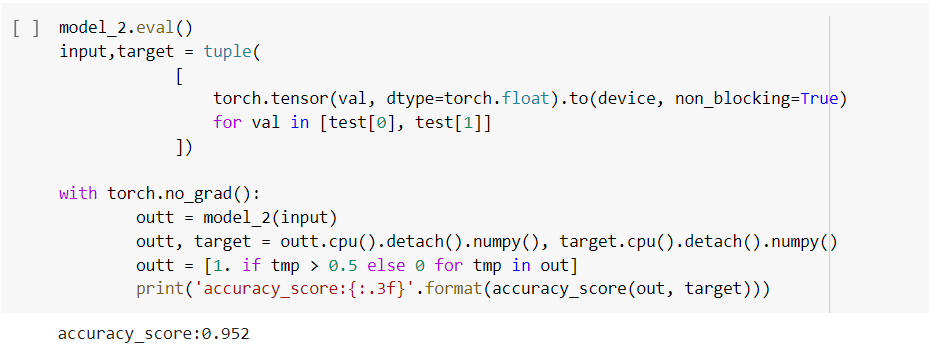 [ ] model_2.eval()
input,target = tuple(
[
torch.tensor(val, dtype=torch.float).to(device, non_blocking=True)
for val in [test[0], test[1]]
])
with torch.no_grad():
outt = model_2(input)
outt, target = outt.cpu().detach().numpy(), target.cpu().detach().numpy()
outt = [1. if tmp > 0.5 else 0 for tmp in out]
print('accuracy_score:{:.3f}'.format(accuracy_score(out, target)))
accuracy_score:0.952